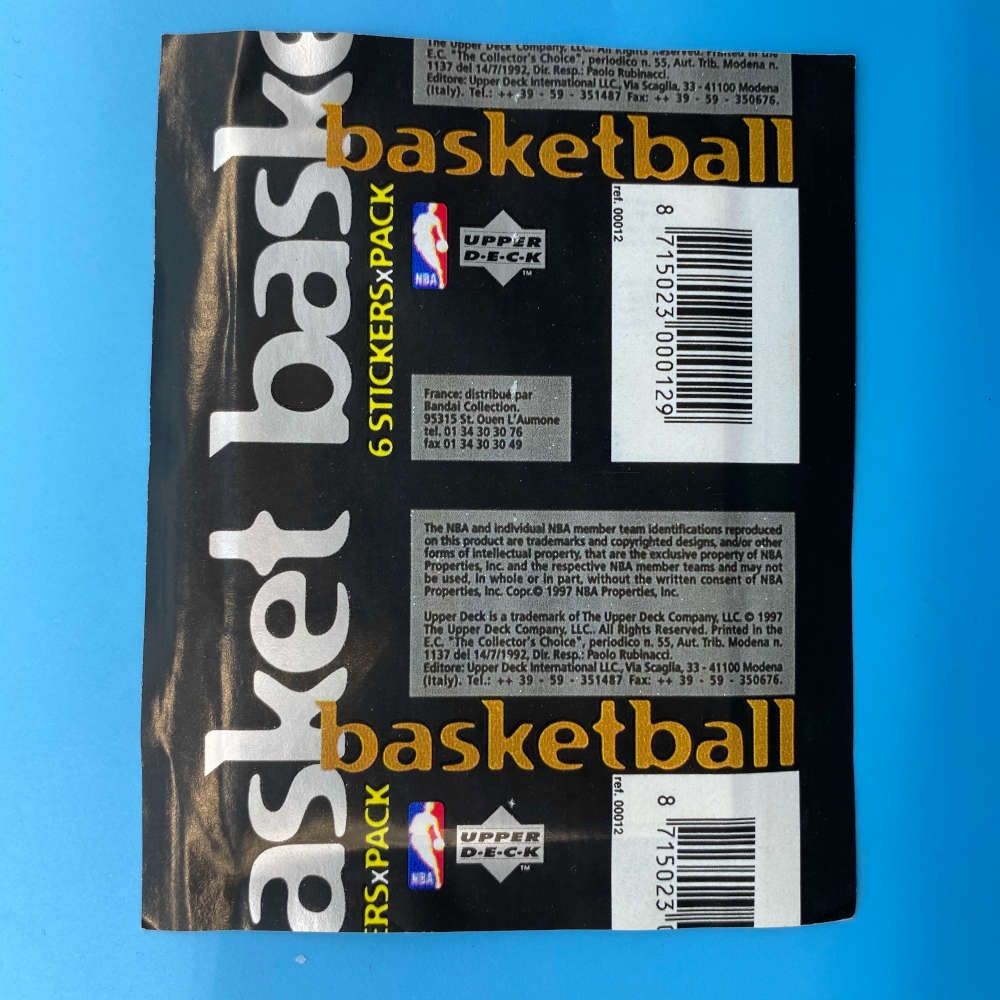 The Upper Deck Company, LLC. All Rights Reserved. Printed in the
E.C. "The Collector's Choice", periodico n. 55, Aut. Trib. Modena n.
1137 del 14/7/1992, Dir. Resp.: Paolo Rubinacci.
Editore: Upper Deck International LLC., Via Scaglia, 33 - 41100 Modena
(Italy). Tel.: ++ 39 - 59 - 351487 Fax: ++ 39 - 59 - 350676.
basketball
basket baske
6 STICKERSxPACK
NBA
UPPER
D·E·C·K
TM
ref. 00012
8 715023 000129
France: distribué par
Bandai Collection.
95315 St. Ouen L'Aumone
tel. 01 34 30 30 76
fax 01 34 30 30 49
The NBA and individual NBA member team identifications reproduced
on this product are trademarks and copyrighted designs, and/or other
forms of intellectual property, that are the exclusive property of NBA
Properties, Inc. and the respective NBA member teams and may not
be used, in whole or in part, without the written consent of NBA
Properties, Inc. Copr.© 1997 NBA Properties, Inc.
Upper Deck is a trademark of The Upper Deck Company, LLC. © 1997
The Upper Deck Company, LLC.. All Rights Reserved. Printed in the
E.C. "The Collector's Choice", periodico n. 55, Aut. Trib. Modena n.
1137 del 14/7/1992, Dir. Resp.: Paolo Rubinacci.
Editore: Upper Deck International LLC., Via Scaglia, 33 - 41100 Modena
(Italy). Tel.: ++ 39 - 59 - 351487 Fax: ++ 39 - 59 - 350676.
basketball
ERSxPACK
NBA
UPPER
D·E·C·K
TM
ref. 00012
8 715023